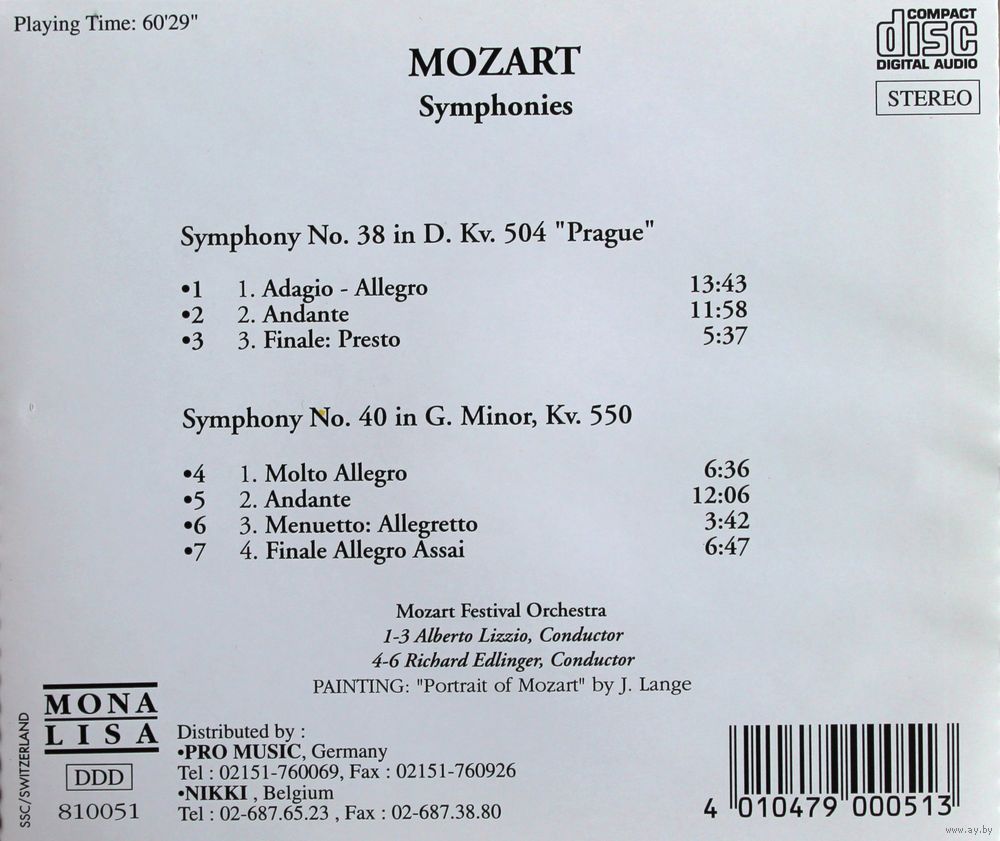 Playing Time: 60'29"
COMPACT
disc
DIGITAL AUDIO
STEREO
MOZART
Symphonies
Symphony No. 38 in D. Kv. 504 "Prague"
•1 1. Adagio - Allegro 13:43
•2 2. Andante 11:58
•3 3. Finale: Presto 5:37
Symphony No. 40 in G. Minor, Kv. 550
•4 1. Molto Allegro 6:36
•5 2. Andante 12:06
•6 3. Menuetto: Allegretto 3:42
•7 4. Finale Allegro Assai 6:47
Mozart Festival Orchestra
1-3 Alberto Lizzio, Conductor
4-6 Richard Edlinger, Conductor
PAINTING: "Portrait of Mozart" by J. Lange
SSC/SWITZERLAND
MONA
LISA
DDD
810051
Distributed by :
•PRO MUSIC, Germany
Tel : 02151-760069, Fax : 02151-760926
•NIKKI , Belgium
Tel : 02-687.65.23 , Fax : 02-687.38.80
4 010479 000513
www.ay.by